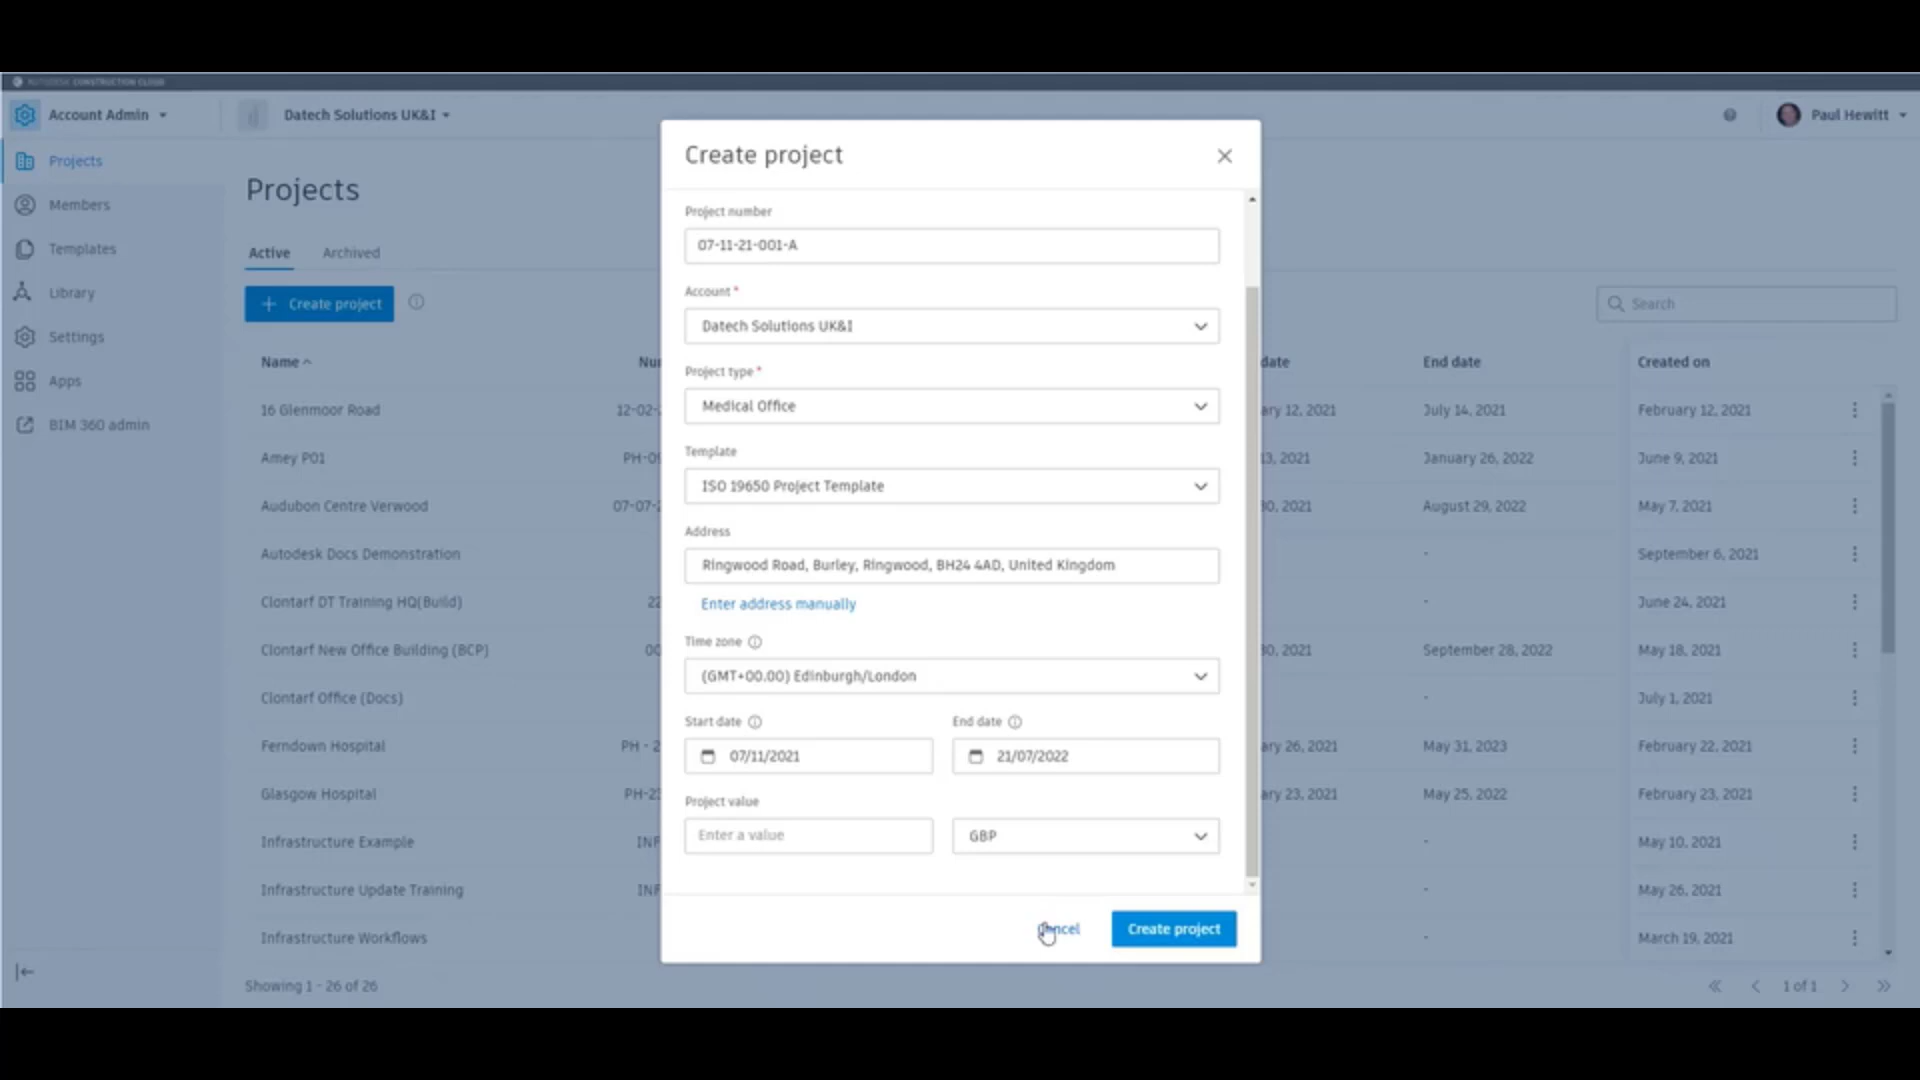 AUTODESK CONSTRUCTION CLOUD
Account Admin
Datech Solutions UK&I
Paul Hewitt
Projects
Members
Templates
Library
Settings
Apps
BIM 360 admin
Projects
Active Archived
+ Create project
Search
Name Nu date End date Created on
16 Glenmoor Road 12-02- ary 12, 2021 July 14, 2021 February 12, 2021
Amey P01 PH-0 13, 2021 January 26, 2022 June 9, 2021
Audubon Centre Verwood 07-07- 30, 2021 August 29, 2022 May 7, 2021
Autodesk Docs Demonstration - September 6, 2021
Clontarf DT Training HQ(Build) 22 - June 24, 2021
Clontarf New Office Building (BCP) 00 30, 2021 September 28, 2022 May 18, 2021
Clontarf Office (Docs) - July 1, 2021
Ferndown Hospital PH - 2 ary 26, 2021 May 31, 2023 February 22, 2021
Glasgow Hospital PH-23 ary 23, 2021 May 25, 2022 February 23, 2021
Infrastructure Example INF - May 10, 2021
Infrastructure Update Training INF - May 26, 2021
Infrastructure Workflows - March 19, 2021
Showing 1 - 26 of 26
1 of 1
Create project
Project number
07-11-21-001-A
Account *
Datech Solutions UK&I
Project type *
Medical Office
Template
ISO 19650 Project Template
Address
Ringwood Road, Burley, Ringwood, BH24 4AD, United Kingdom
Enter address manually
Time zone
(GMT+00.00) Edinburgh/London
Start date End date
07/11/2021 21/07/2022
Project value
Enter a value GBP
Cancel Create project